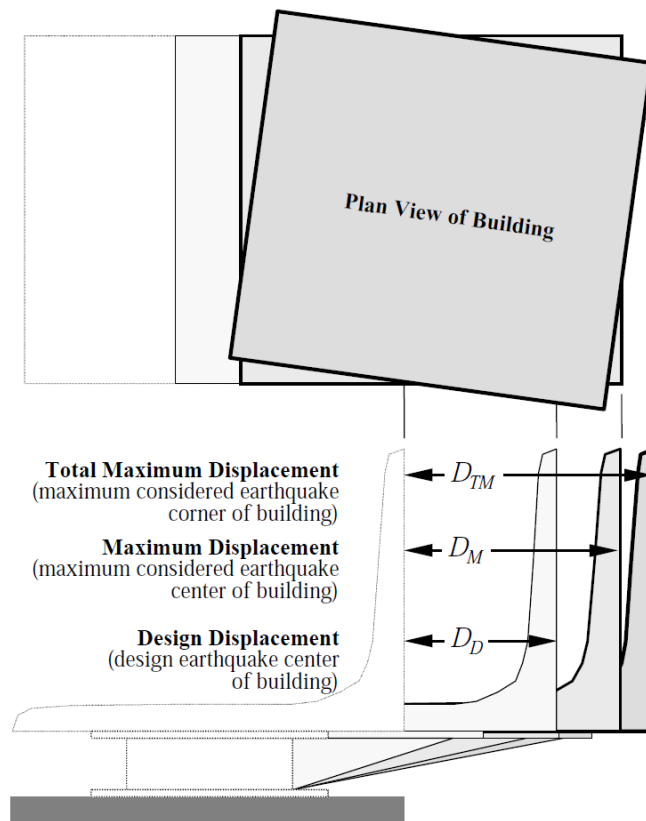 Plan View of Building
Total Maximum Displacement
(maximum considered earthquake
corner of building)
D_TM
Maximum Displacement
(maximum considered earthquake
center of building)
D_M
Design Displacement
(design earthquake center
of building)
D_D